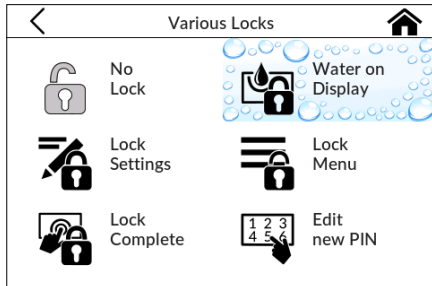 Various Locks
No
Lock
Water on
Display
Lock
Settings
Lock
Menu
Lock
Complete
1 2 3
4 5 6
Edit
new PIN